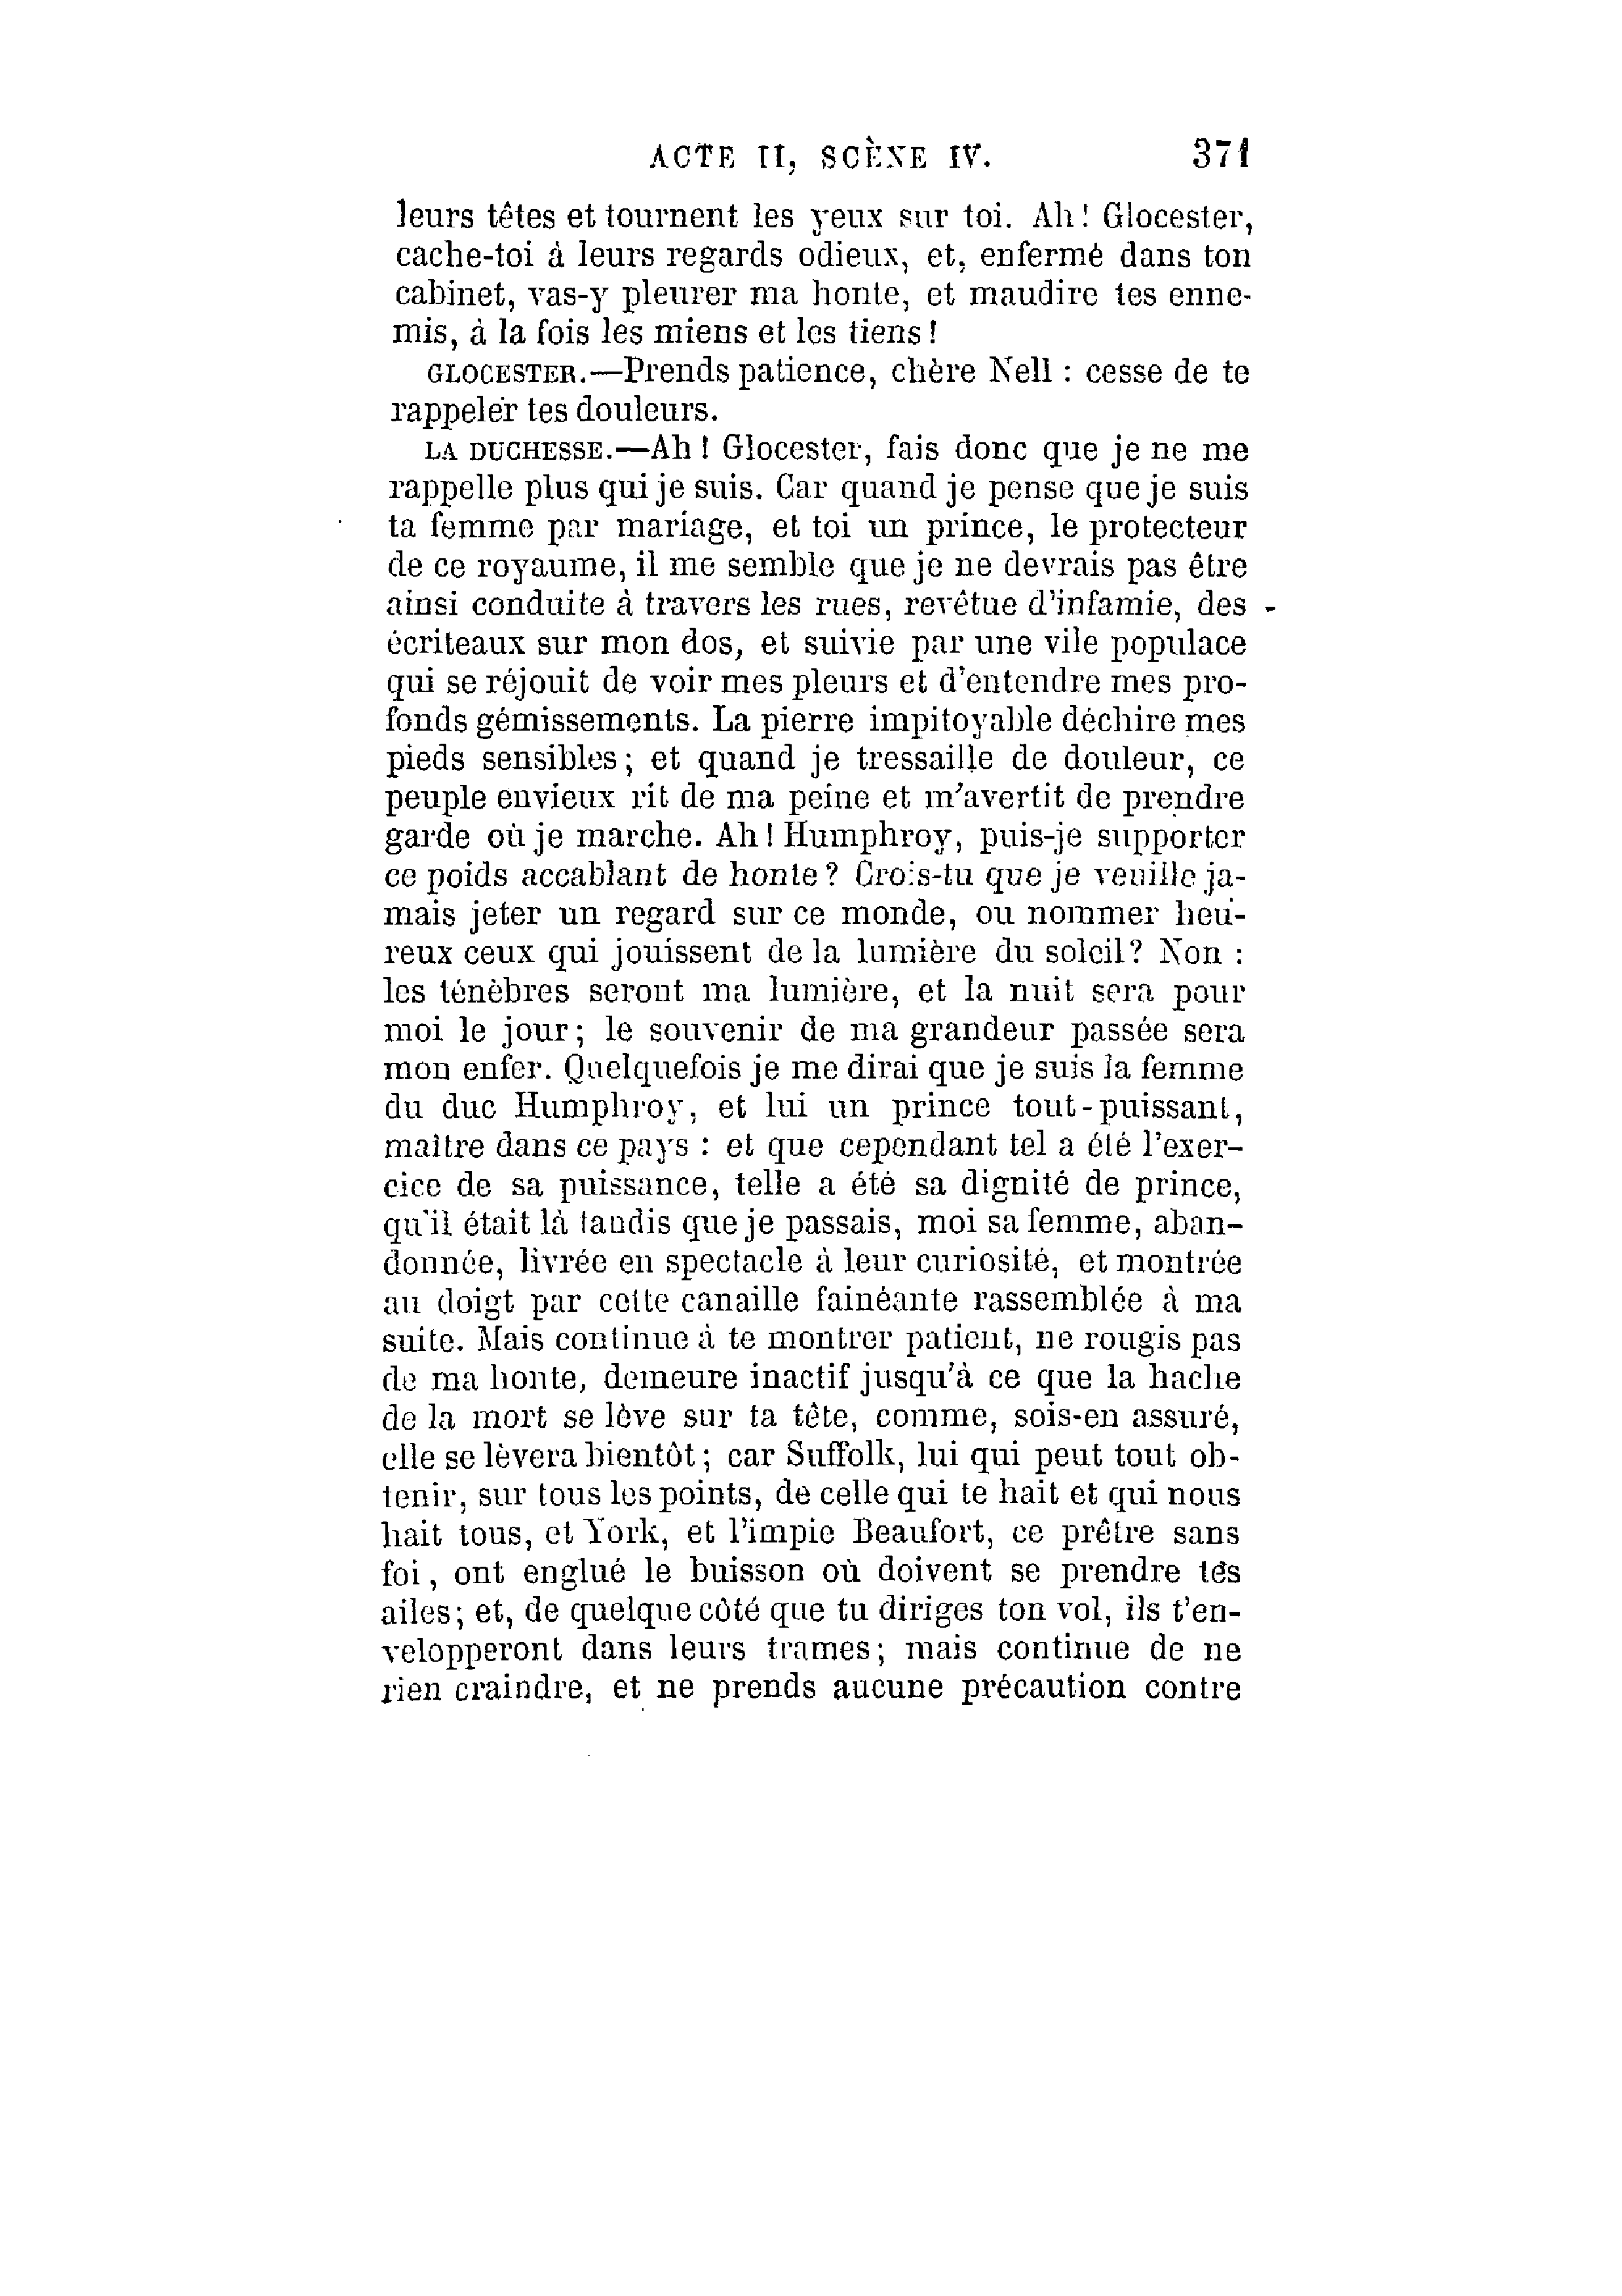 ACTE II, SCÈNE IV. 371
leurs têtes et tournent les yeux sur toi. Ah! Glocester,
cache-toi à leurs regards odieux, et, enfermé dans ton
cabinet, vas-y pleurer ma honte, et maudire tes enne-
mis, à la fois les miens et les tiens!
GLOCESTER.—Prends patience, chère Nell : cesse de te
rappeler tes douleurs.
LA DUCHESSE.—Ah! Glocester, fais donc que je ne me
rappelle plus qui je suis. Car quand je pense que je suis
ta femme par mariage, et toi un prince, le protecteur
de ce royaume, il me semble que je ne devrais pas être
ainsi conduite à travers les rues, revêtue d'infamie, des
écriteaux sur mon dos, et suivie par une vile populace
qui se réjouit de voir mes pleurs et d'entendre mes pro-
fonds gémissements. La pierre impitoyable déchire mes
pieds sensibles; et quand je tressaille de douleur, ce
peuple envieux rit de ma peine et m'avertit de prendre
garde où je marche. Ah! Humphroy, puis-je supporter
ce poids accablant de honte? Crois-tu que je veuille ja-
mais jeter un regard sur ce monde, ou nommer heu-
reux ceux qui jouissent de la lumière du soleil? Non :
les ténèbres seront ma lumière, et la nuit sera pour
moi le jour; le souvenir de ma grandeur passée sera
mon enfer. Quelquefois je me dirai que je suis la femme
du duc Humphroy, et lui un prince tout-puissant,
maître dans ce pays : et que cependant tel a été l'exer-
cice de sa puissance, telle a été sa dignité de prince,
qu'il était là tandis que je passais, moi sa femme, aban-
donnée, livrée en spectacle à leur curiosité, et montrée
au doigt par cette canaille fainéante rassemblée à ma
suite. Mais continue à te montrer patient, ne rougis pas
de ma honte, demeure inactif jusqu'à ce que la hache
de la mort se lève sur ta tête, comme, sois-en assuré,
elle se lèvera bientôt; car Suffolk, lui qui peut tout ob-
tenir, sur tous les points, de celle qui te hait et qui nous
hait tous, et York, et l'impie Beaufort, ce prêtre sans
foi, ont englué le buisson où doivent se prendre tes
ailes; et, de quelque côté que tu diriges ton vol, ils t'en-
velopperont dans leurs trames; mais continue de ne
rien craindre, et ne prends aucune précaution contre